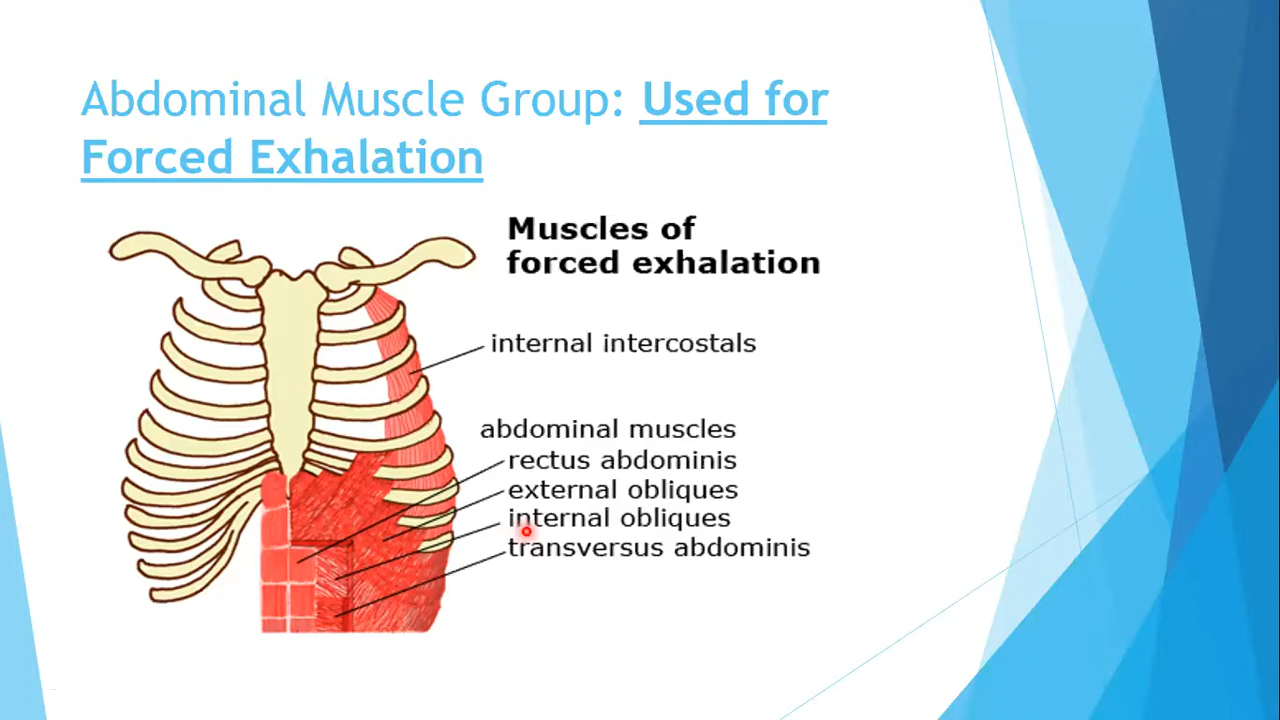 Abdominal Muscle Group: Used for
Forced Exhalation
Muscles of
forced exhalation
internal intercostals
abdominal muscles
rectus abdominis
external obliques
internal obliques
transversus abdominis